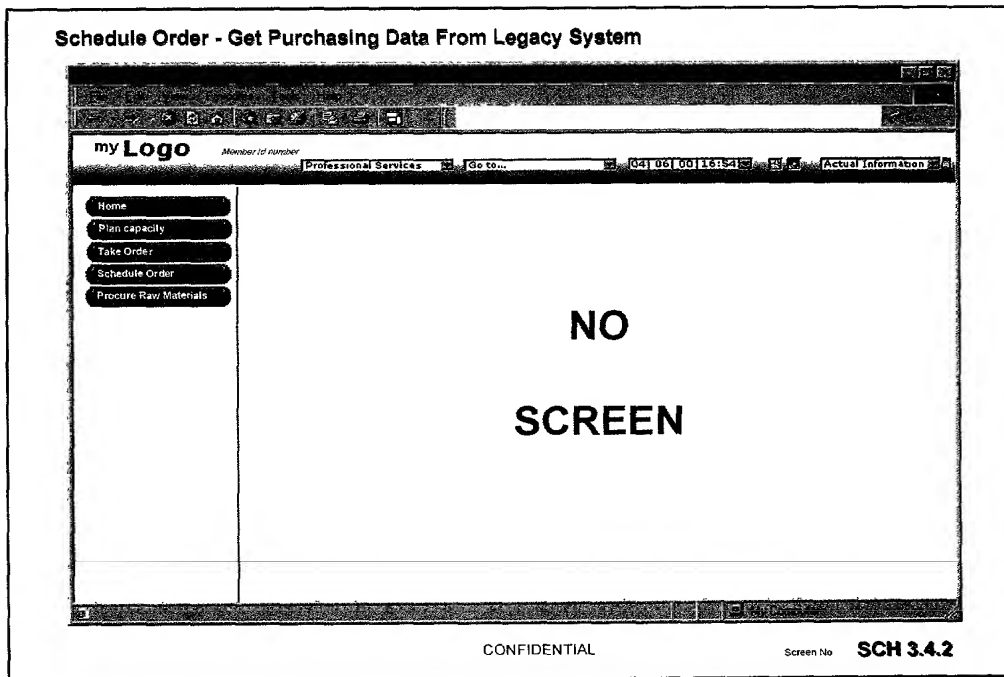 Schedule Order - Get Purchasing Data From Legacy System
my Logo Member id number
Professional Services Go to... 04| 06| 00|16:54 Actual Information
Home
Plan capacity
Take Order
Schedule Order
Procure Raw Materials
NO
SCREEN
CONFIDENTIAL Screen No SCH 3.4.2